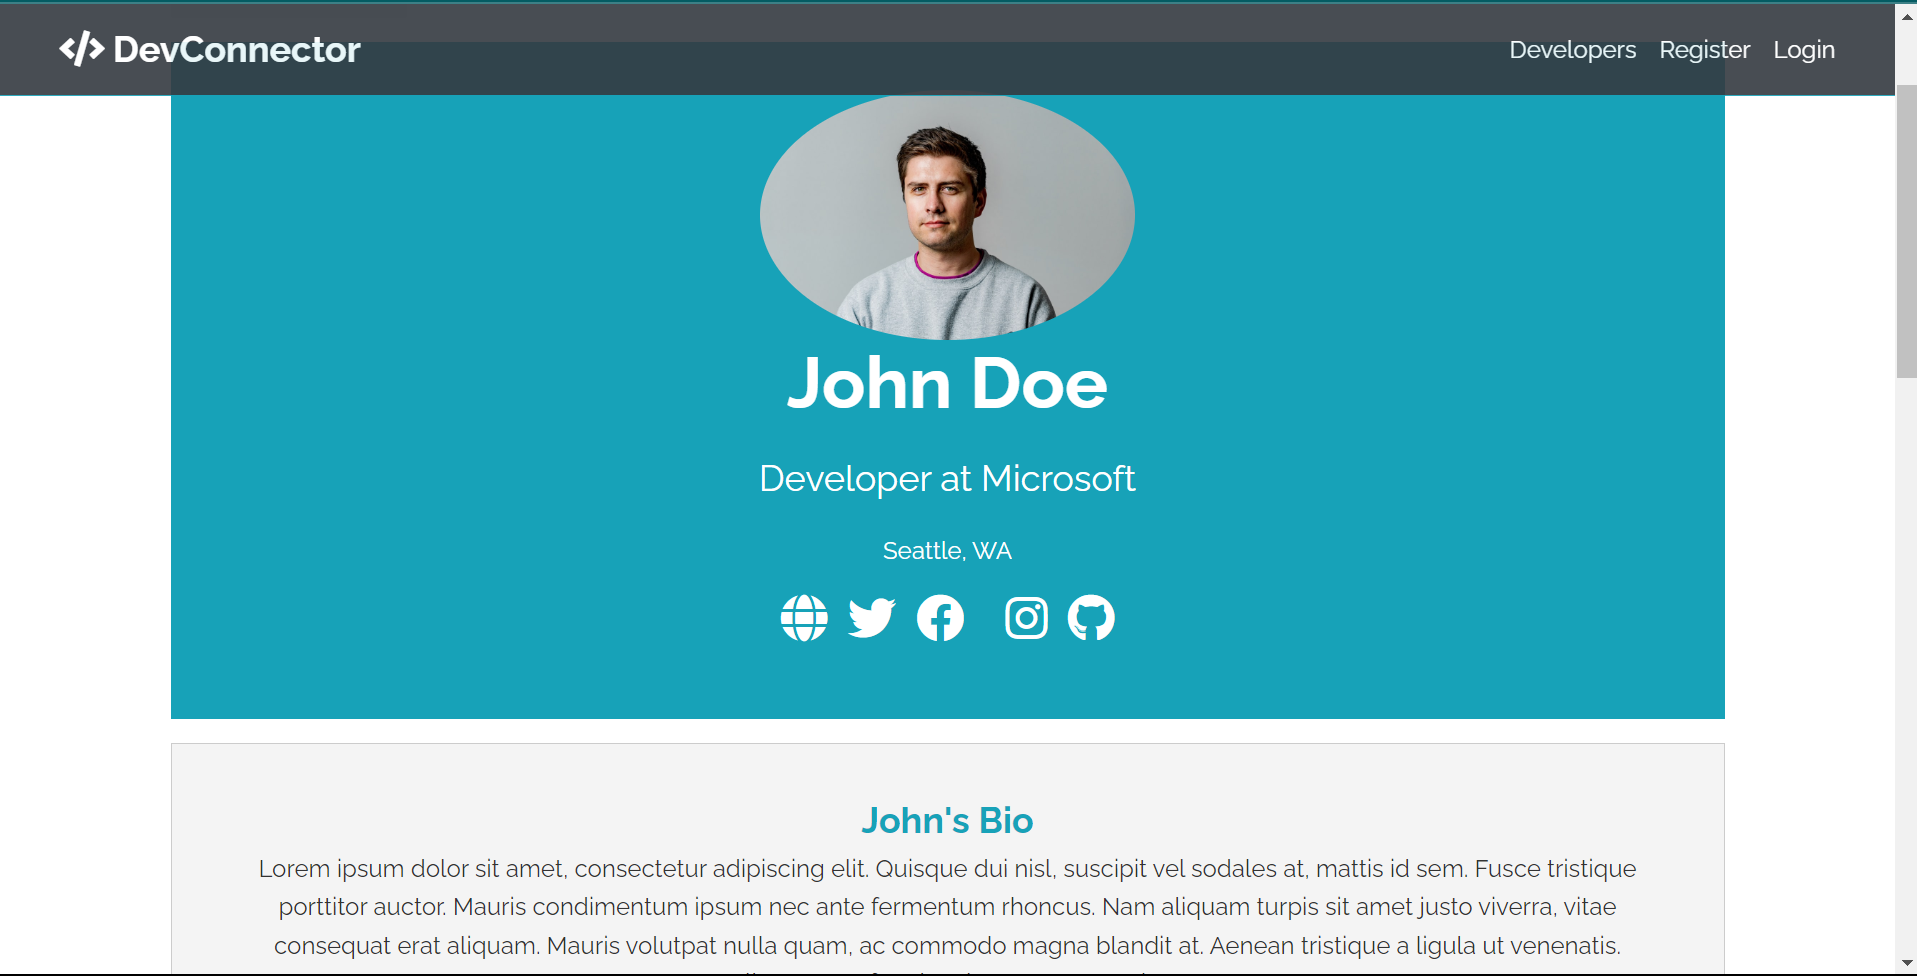 DevConnector
Developers Register Login
John Doe
Developer at Microsoft
Seattle, WA
John's Bio
Lorem ipsum dolor sit amet, consectetur adipiscing elit. Quisque dui nisl, suscipit vel sodales at, mattis id sem. Fusce tristique
porttitor auctor. Mauris condimentum ipsum nec ante fermentum rhoncus. Nam aliquam turpis sit amet justo viverra, vitae
consequat erat aliquam. Mauris volutpat nulla quam, ac commodo magna blandit at. Aenean tristique a ligula ut venenatis.